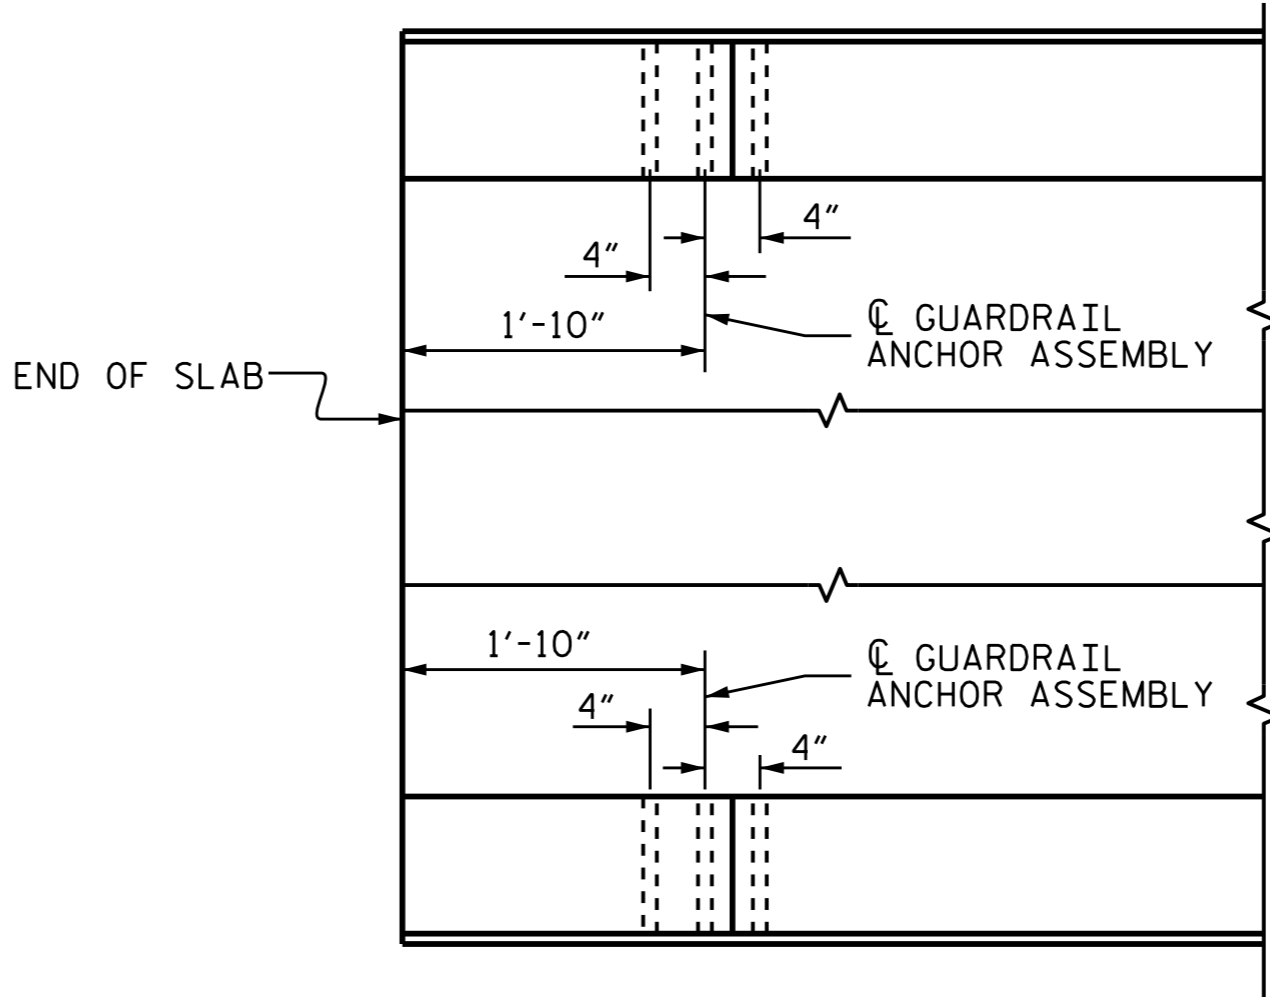 4″
4″
1′-10″
℄ GUARDRAIL
ANCHOR ASSEMBLY
END OF SLAB
1′-10″
℄ GUARDRAIL
ANCHOR ASSEMBLY
4″
4″